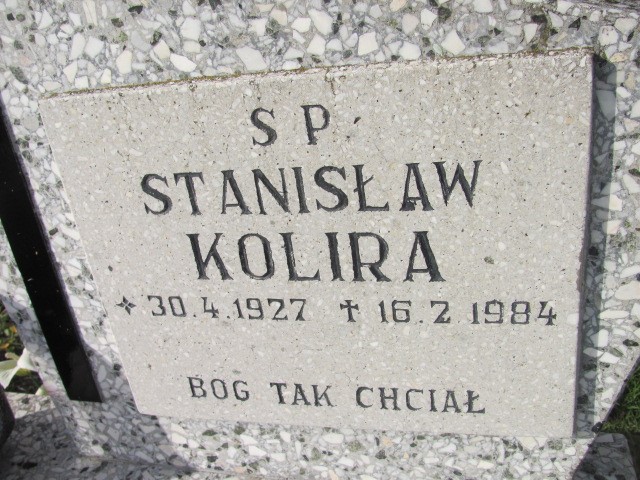 S P.
STANISŁAW
KOLIRA
✧ 30.4.1927 ✝ 16.2.1984
BOG TAK CHCIAŁ